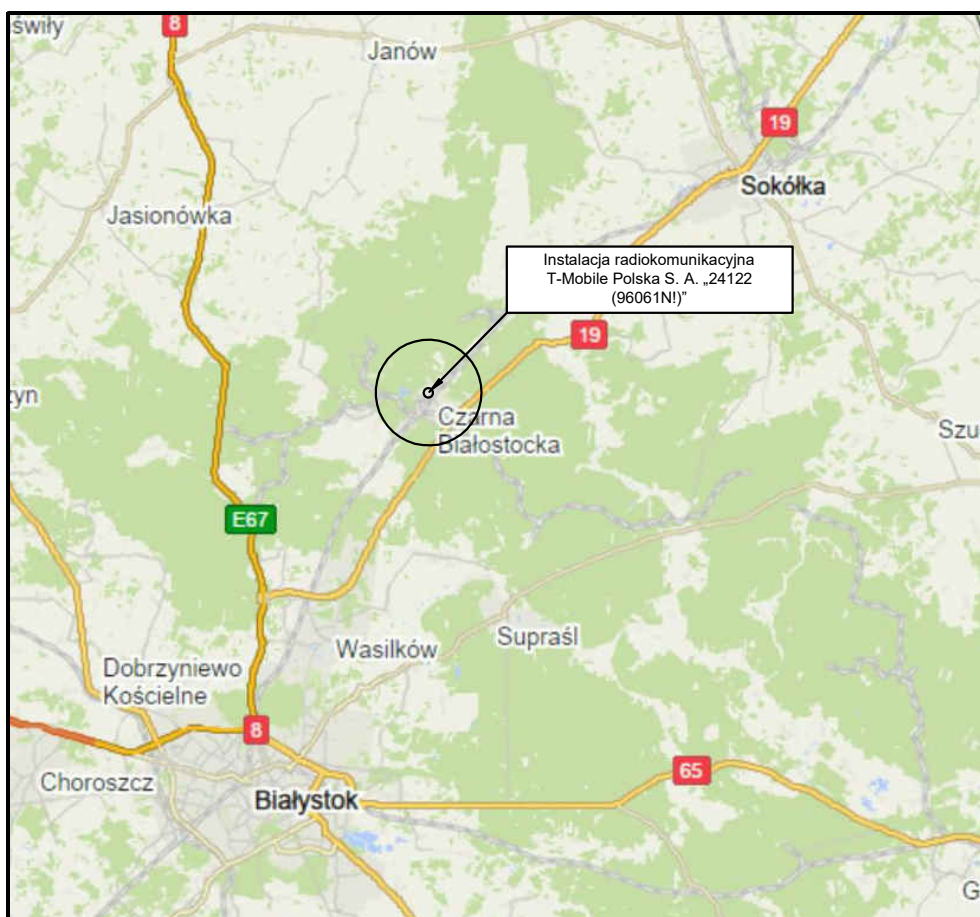 świły
8
Janów
19
Sokółka
Jasionówka
Instalacja radiokomunikacyjna
T-Mobile Polska S. A. „24122
(96061N!)”
19
zyn
Czarna
Białostocka
Szu
E67
Wasilków
Supraśl
Dobrzyniewo
Kościelne
8
65
Choroszcz
Białystok
G